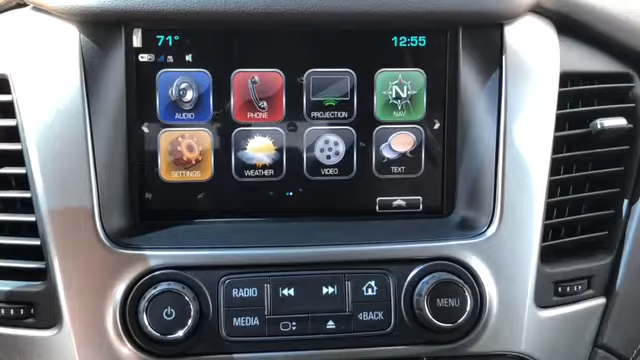 71° 12:55
AUDIO PHONE PROJECTION N NAV
SETTINGS WEATHER VIDEO TEXT
RADIO
MENU
MEDIA BACK